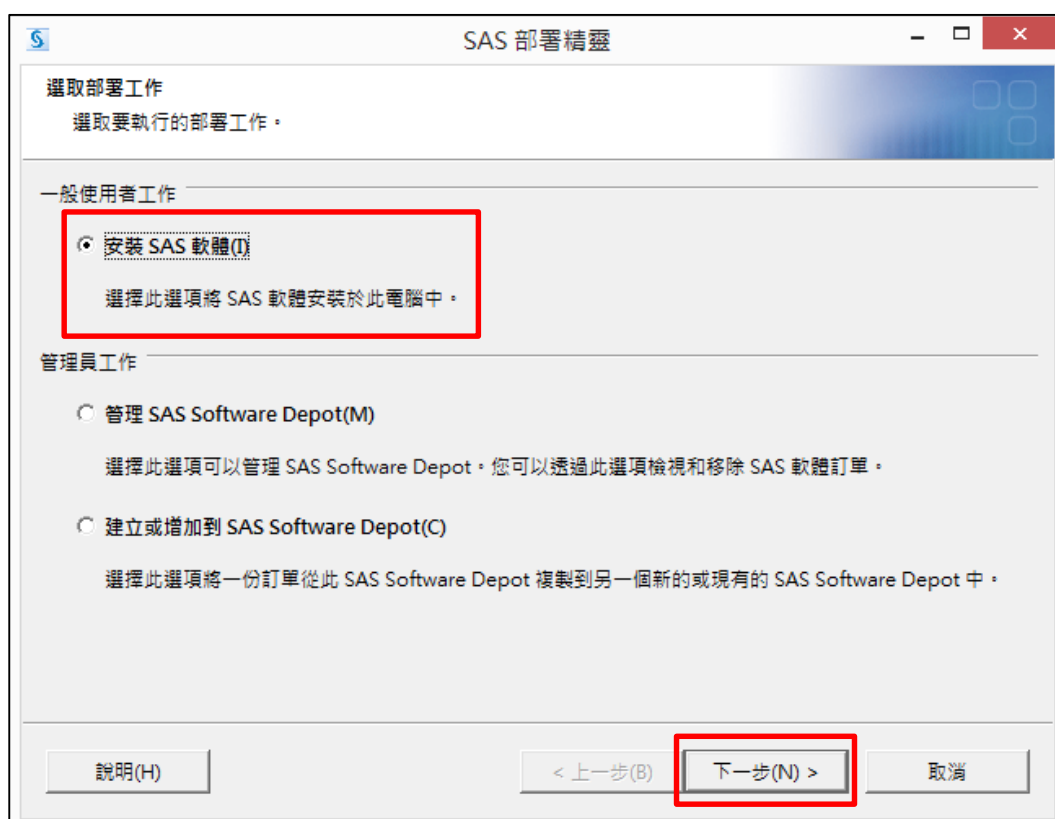 SAS 部署精靈
選取部署工作
選取要執行的部署工作。
一般使用者工作
安裝 SAS 軟體(I)
選擇此選項將 SAS 軟體安裝於此電腦中。
管理員工作
管理 SAS Software Depot(M)
選擇此選項可以管理 SAS Software Depot。您可以透過此選項檢視和移除 SAS 軟體訂單。
建立或增加到 SAS Software Depot(C)
選擇此選項將一份訂單從此 SAS Software Depot 複製到另一個新的或現有的 SAS Software Depot 中。
說明(H)
< 上一步(B)
下一步(N) >
取消